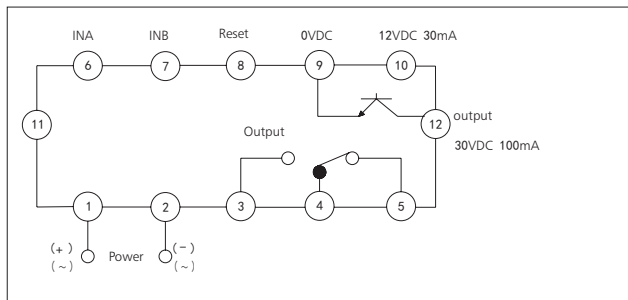 INA INB Reset 0VDC 12VDC 30mA
6 7 8 9 10
11 12 output
Output
30VDC 100mA
1 2 3 4 5
(+) Power (-)
(~) (~)